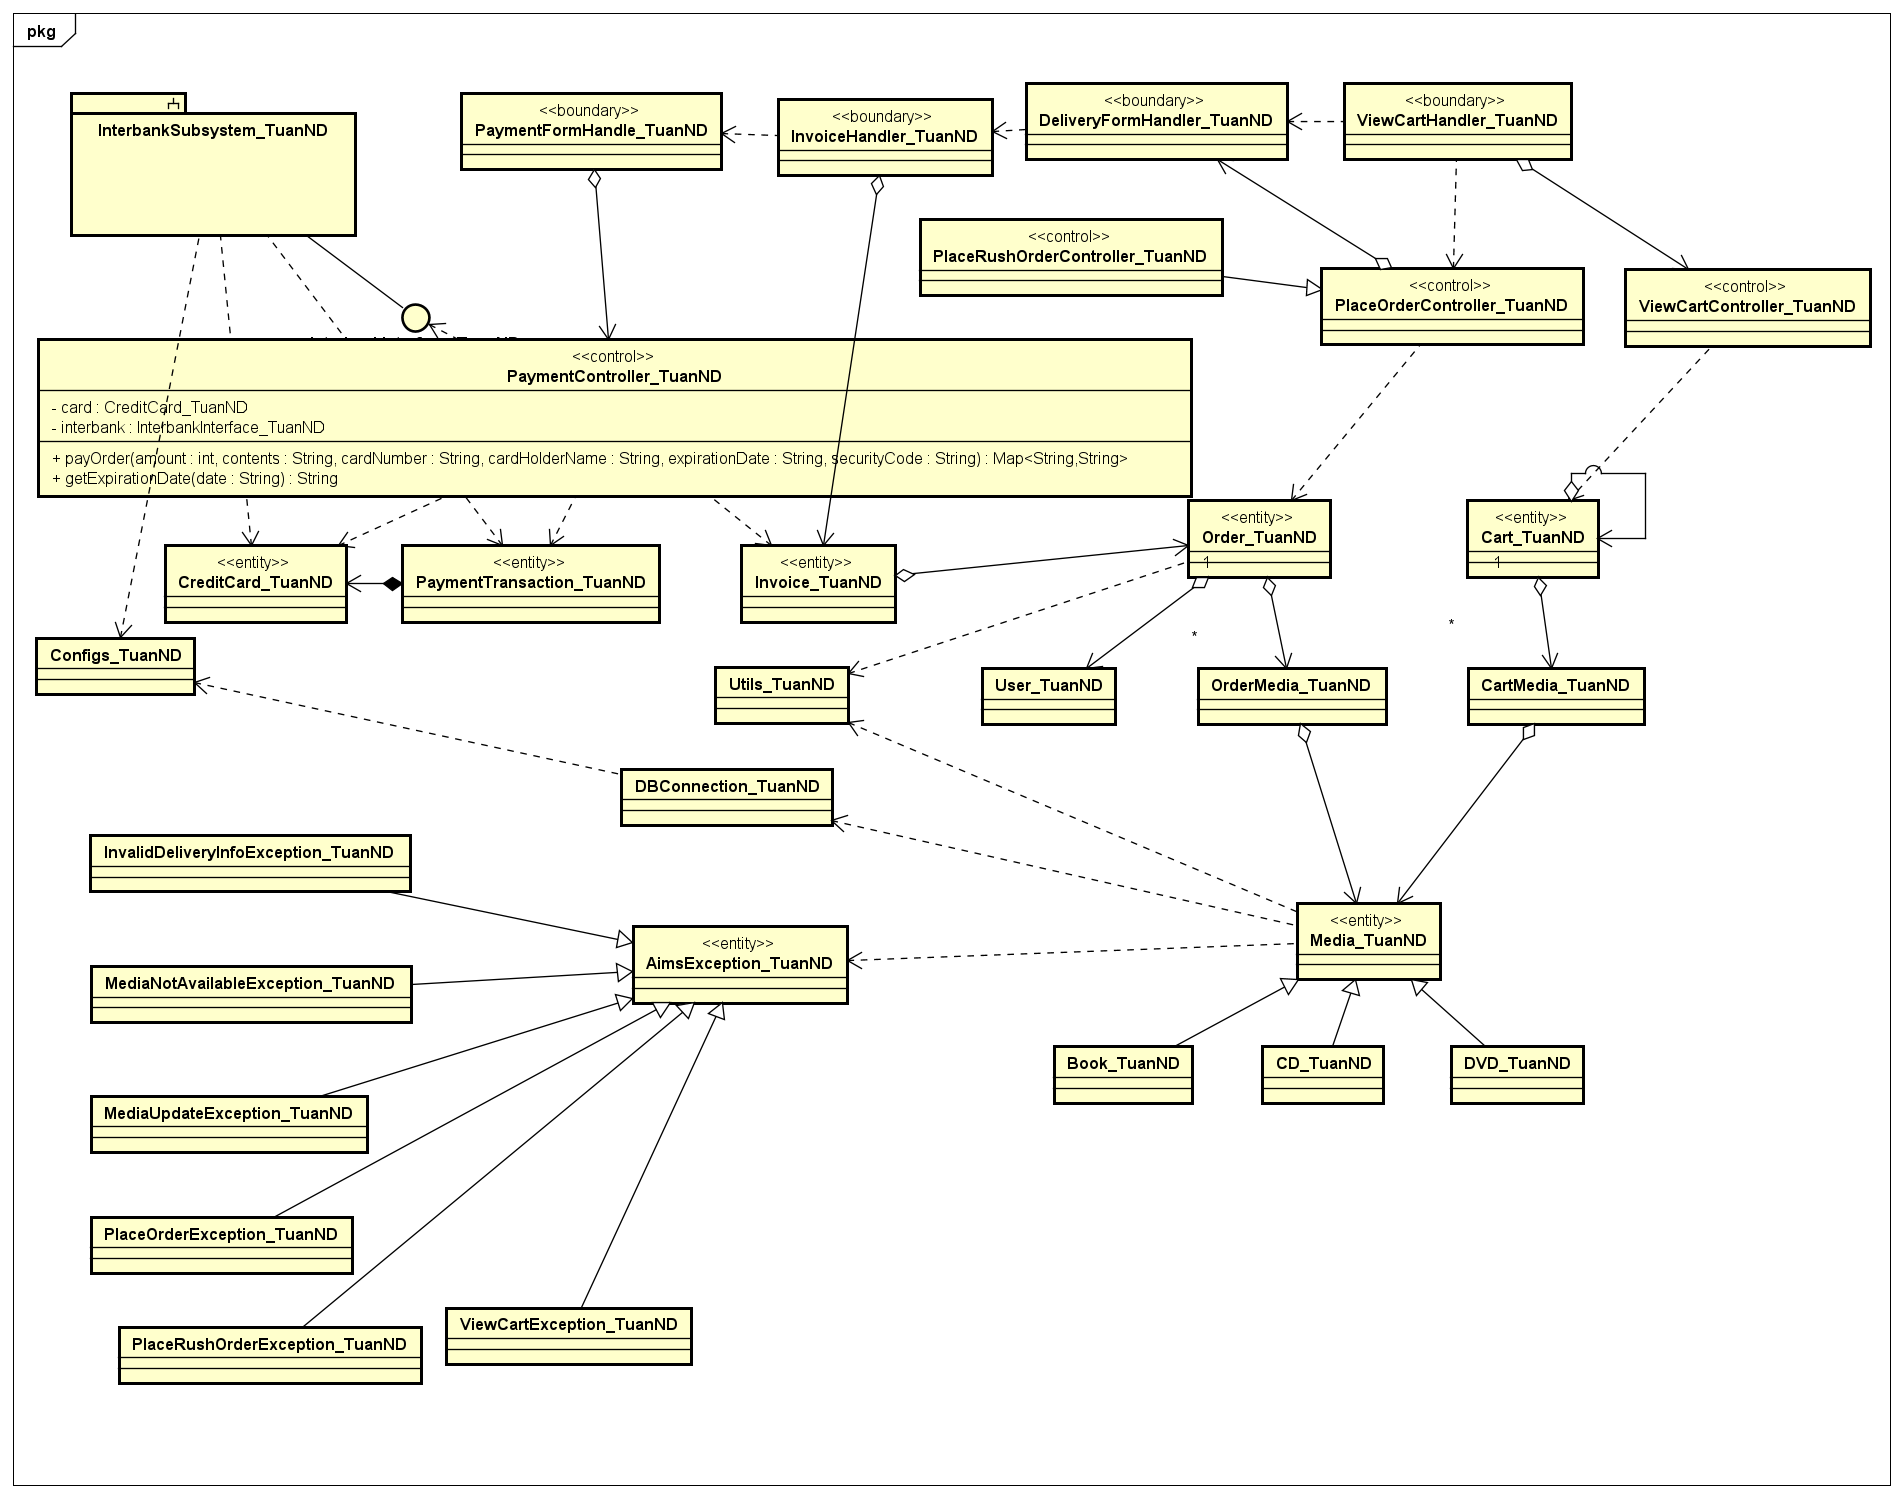 pkg
InterbankSubsystem_TuanND
<<boundary>>
PaymentFormHandle_TuanND
<<boundary>>
InvoiceHandler_TuanND
<<boundary>>
DeliveryFormHandler_TuanND
<<boundary>>
ViewCartHandler_TuanND
<<control>>
PlaceRushOrderController_TuanND
<<control>>
PlaceOrderController_TuanND
<<control>>
ViewCartController_TuanND
<<control>>
PaymentController_TuanND
- card : CreditCard_TuanND
- interbank : InterbankInterface_TuanND
+ payOrder(amount : int, contents : String, cardNumber : String, cardHolderName : String, expirationDate : String, securityCode : String) : Map<String,String>
+ getExpirationDate(date : String) : String
<<entity>>
Order_TuanND
1
<<entity>>
Cart_TuanND
1
<<entity>>
CreditCard_TuanND
<<entity>>
PaymentTransaction_TuanND
<<entity>>
Invoice_TuanND
*
*
Configs_TuanND
Utils_TuanND
User_TuanND
OrderMedia_TuanND
CartMedia_TuanND
DBConnection_TuanND
InvalidDeliveryInfoException_TuanND
<<entity>>
AimsException_TuanND
<<entity>>
Media_TuanND
MediaNotAvailableException_TuanND
Book_TuanND
CD_TuanND
DVD_TuanND
MediaUpdateException_TuanND
PlaceOrderException_TuanND
PlaceRushOrderException_TuanND
ViewCartException_TuanND